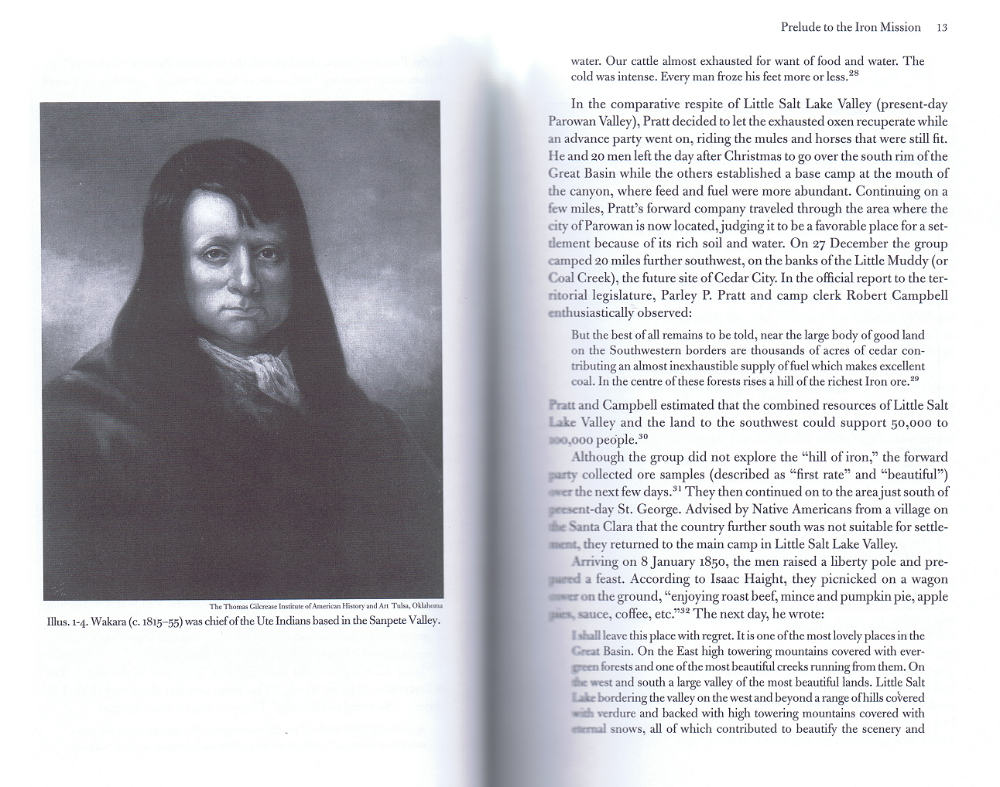 The Thomas Gilcrease Institute of American History and Art Tulsa, Oklahoma
Illus. 1-4. Wakara (c. 1815–55) was chief of the Ute Indians based in the Sanpete Valley.
Prelude to the Iron Mission 13
water. Our cattle almost exhausted for want of food and water. The
cold was intense. Every man froze his feet more or less.²⁸
In the comparative respite of Little Salt Lake Valley (present-day
Parowan Valley), Pratt decided to let the exhausted oxen recuperate while
an advance party went on, riding the mules and horses that were still fit.
He and 20 men left the day after Christmas to go over the south rim of the
Great Basin while the others established a base camp at the mouth of
the canyon, where feed and fuel were more abundant. Continuing on a
few miles, Pratt's forward company traveled through the area where the
city of Parowan is now located, judging it to be a favorable place for a set-
tlement because of its rich soil and water. On 27 December the group
camped 20 miles further southwest, on the banks of the Little Muddy (or
Coal Creek), the future site of Cedar City. In the official report to the ter-
ritorial legislature, Parley P. Pratt and camp clerk Robert Campbell
enthusiastically observed:
But the best of all remains to be told, near the large body of good land
on the Southwestern borders are thousands of acres of cedar con-
tributing an almost inexhaustible supply of fuel which makes excellent
coal. In the centre of these forests rises a hill of the richest Iron ore.²⁹
Pratt and Campbell estimated that the combined resources of Little Salt
Lake Valley and the land to the southwest could support 50,000 to
100,000 people.³⁰
Although the group did not explore the "hill of iron," the forward
party collected ore samples (described as "first rate" and "beautiful")
over the next few days.³¹ They then continued on to the area just south of
present-day St. George. Advised by Native Americans from a village on
the Santa Clara that the country further south was not suitable for settle-
ment, they returned to the main camp in Little Salt Lake Valley.
Arriving on 8 January 1850, the men raised a liberty pole and pre-
pared a feast. According to Isaac Haight, they picnicked on a wagon
cover on the ground, "enjoying roast beef, mince and pumpkin pie, apple
pies, sauce, coffee, etc."³² The next day, he wrote:
I shall leave this place with regret. It is one of the most lovely places in the
Great Basin. On the East high towering mountains covered with ever-
green forests and one of the most beautiful creeks running from them. On
the west and south a large valley of the most beautiful lands. Little Salt
Lake bordering the valley on the west and beyond a range of hills covered
with verdure and backed with high towering mountains covered with
eternal snows, all of which contributed to beautify the scenery and